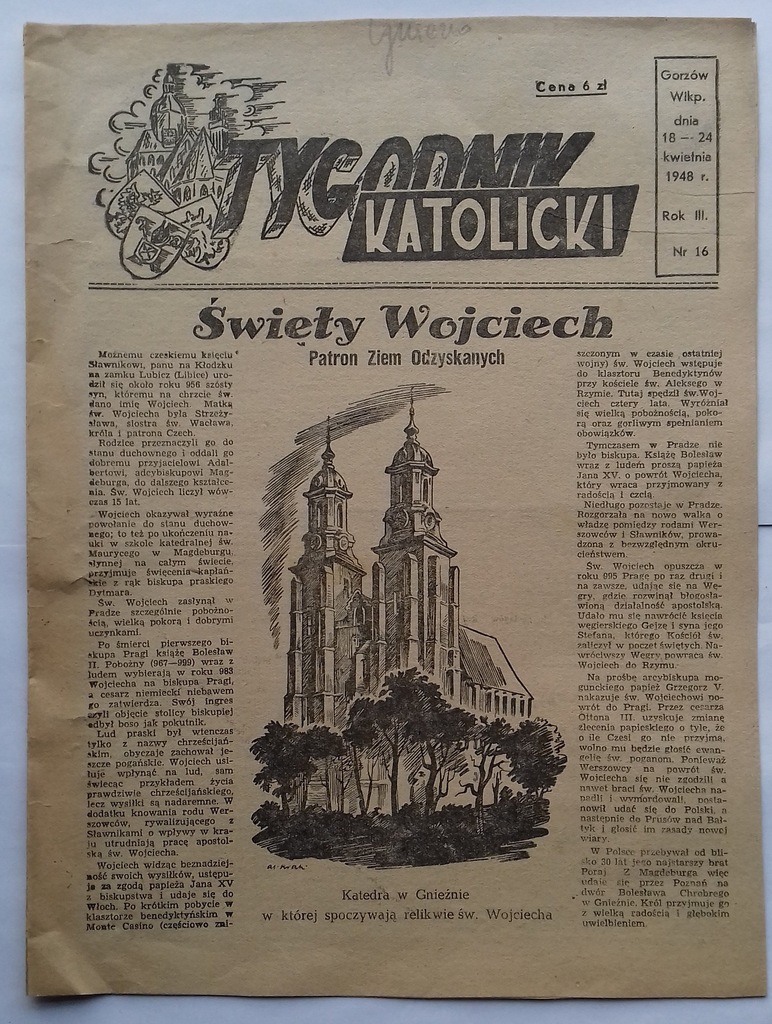 Cena 6 zł
Gorzów
Wlkp.
dnia
18 — 24
kwietnia
1948 r.
Rok III.
Nr 16
TYGODNIK
KATOLICKI
Święty Wojciech
Patron Ziem Odzyskanych
Możnemu czeskiemu księciu
Sławnikowi, panu na Kłodzku
na zamku Lubicz (Libice) uro-
dził się około roku 956 szósty
syn, któremu na chrzcie św.
dano imię Wojciech. Matką
św. Wojciecha była Strzeży-
sława, siostra św. Wacława,
króla i patrona Czech.
Rodzice przeznaczyli go do
stanu duchownego i oddali go
dobremu przyjacielowi Adal-
bertowi, adcybiskupowi Mag-
deburga, do dalszego kształce-
nia. Św. Wojciech liczył wów-
czas 15 lat.
Wojciech okazywał wyraźne
powołanie do stanu duchow-
nego; to też po ukończeniu na-
uki w szkole katedralnej św.
Maurycego w Magdeburgu,
słynnej na całym świecie,
przyjmuje święcenia kapłań-
skie z rąk biskupa praskiego
Dytmara.
Św. Wojciech zasłynął w
Pradze szczególnie pobożno-
ścią, wielką pokorą i dobrymi
uczynkami.
Po śmierci pierwszego bi-
skupa Pragi książę Bolesław
II. Pobożny (967—999) wraz z
ludem wybierają w roku 983
Wojciecha na biskupa Pragi,
a cesarz niemiecki niebawem
go zatwierdza. Swój ingres
czyli objęcie stolicy biskupiej
odbył boso jak pokutnik.
Lud praski był wtenczas
tylko z nazwy chrześcijań-
skim, obyczaje zachował je-
szcze pogańskie. Wojciech usi-
łuje wpłynąć na lud, sam
świecąc przykładem życia
prawdziwie chrześcijańskiego,
lecz wysiłki są nadaremne. W
dodatku knowania rodu Wer-
szowców, rywalizującego z
Sławnikami o wpływy w kra-
ju utrudniają pracę apostol-
ską św. Wojciecha.
Wojciech widząc beznadziej-
ność swoich wysiłków, ustępu-
je za zgodą papieża Jana XV
z biskupstwa i udaje się do
Włoch. Po krótkim pobycie w
klasztorze benedyktyńskim w
Monte Casino (częściowo zni-
Katedra w Gnieźnie
w której spoczywają relikwie św. Wojciecha
szczonym w czasie ostatniej
wojny) św. Wojciech wstępuje
do klasztoru Benedyktynów
przy kościele św. Aleksego w
Rzymie. Tutaj spędził św.Woj-
ciech cztery lata. Wyróżniał
się wielką pobożnością, poko-
rą oraz gorliwym spełnianiem
obowiązków.
Tymczasem w Pradze nie
było biskupa. Książę Bolesław
wraz z ludem proszą papieża
Jana XV. o powrót Wojciecha,
który wraca przyjmowany z
radością i czcią.
Niedługo pozostaje w Pradze.
Rozgorzała na nowo walka o
władzę pomiędzy rodami Wer-
szowców i Sławników, prowa-
dzona z bezwzględnym okru-
cieństwem.
Św. Wojciech opuszcza w
roku 995 Pragę po raz drugi i
na zawsze, udając się na Wę-
gry, gdzie rozwinął błogosła-
wioną działalność apostolską.
Udało mu się nawrócić księcia
węgierskiego Gejzę i syna jego
Stefana, którego Kościół św.
zaliczył w poczet świętych. Na-
wróciwszy Węgry, powraca św.
Wojciech do Rzymu.
Na prośbę arcybiskupa mo-
gunckiego papież Grzegorz V.
nakazuje św. Wojciechowi po-
wrót do Pragi. Przez cesarza
Ottona III. uzyskuje zmianę
zlecenia papieskiego o tyle, że
o ile Czesi go nie przyjmą,
wolno mu będzie głosić ewan-
gelię św. poganom. Ponieważ
Werszowcy na powrót św.
Wojciecha się nie zgodzili a
nawet braci św. Wojciecha na-
padli i wymordowali, posta-
nowił udać się do Polski, a
następnie do Prusów nad Bał-
tyk i głosić im zasady nowej
wiary.
W Polsce przebywał od bli-
sko 30 lat jego najstarszy brat
Poraj. Z Magdeburga więc
udaje się przez Poznań na
dwór Bolesława Chrobrego
w Gnieźnie. Król przyjmuje go
z wielką radością i głębokim
uwielbieniem.